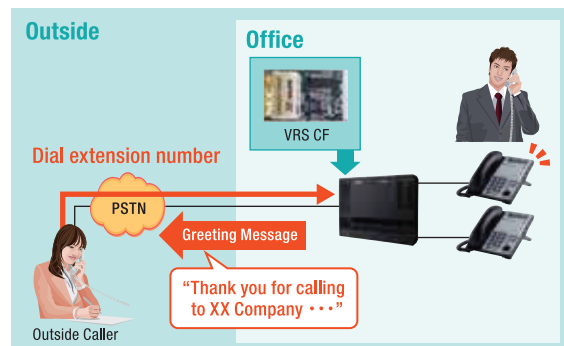 Outside
Office
VRS CF
Dial extension number
PSTN
Greeting Message
“Thank you for calling
to XX Company ・・・”
Outside Caller